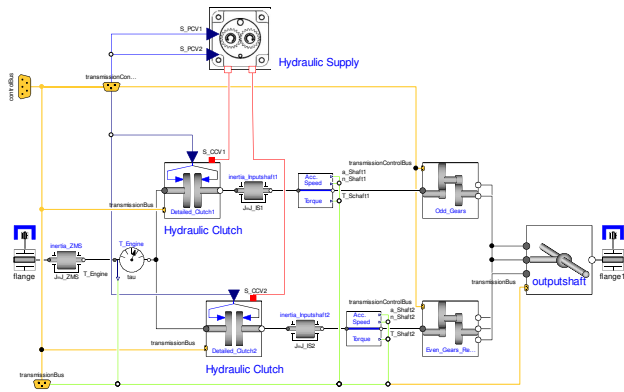 S_PCV1
S_PCV2
Hydraulic Supply
controlBus
transmissionCon...
S_CCV1
inertia_Inputshaft1
J=J_IS1
Acc.
Speed
Torque
a_Shaft1
n_Shaft1
T_Schaft1
transmissionControlBus
Odd_Gears
Detailed_Clutch1
transmissionBus
Hydraulic Clutch
inertia_ZMS
J=J_ZMS
flange
T_Engine
T_Engine
tau
outputshaft
flange1
transmissionBus
S_CCV2
inertia_Inputshaft2
J=J_IS2
Acc.
Speed
Torque
a_Shaft2
n_Shaft2
T_Shaft2
transmissionControlBus
Even_Gears_Re...
Detailed_Clutch2
transmissionBus
Hydraulic Clutch
transmissionBus